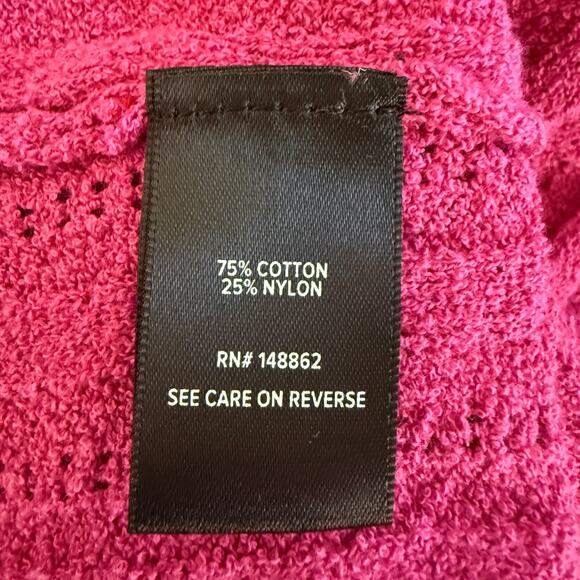 75% COTTON
25% NYLON
RN# 148862
SEE CARE ON REVERSE